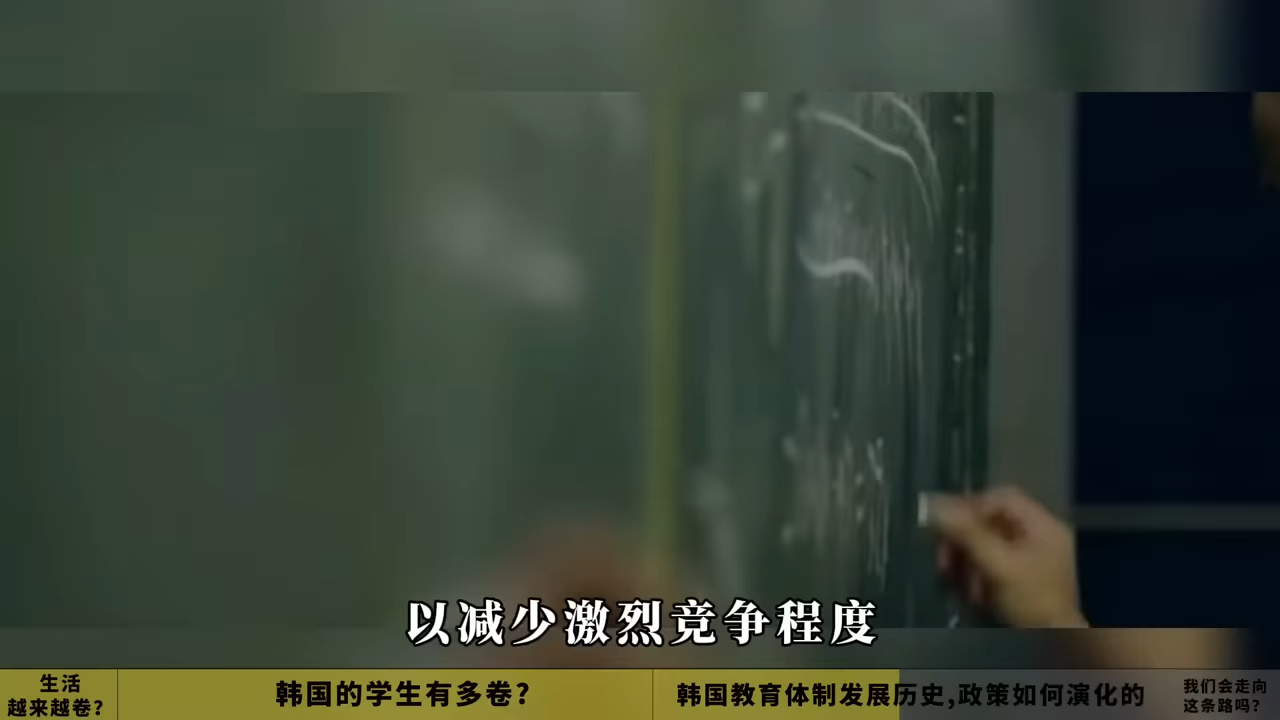 以减少激烈竞争程度
生活
越来越卷?
韩国的学生有多卷?
韩国教育体制发展历史,政策如何演化的
我们会走向
这条路吗?